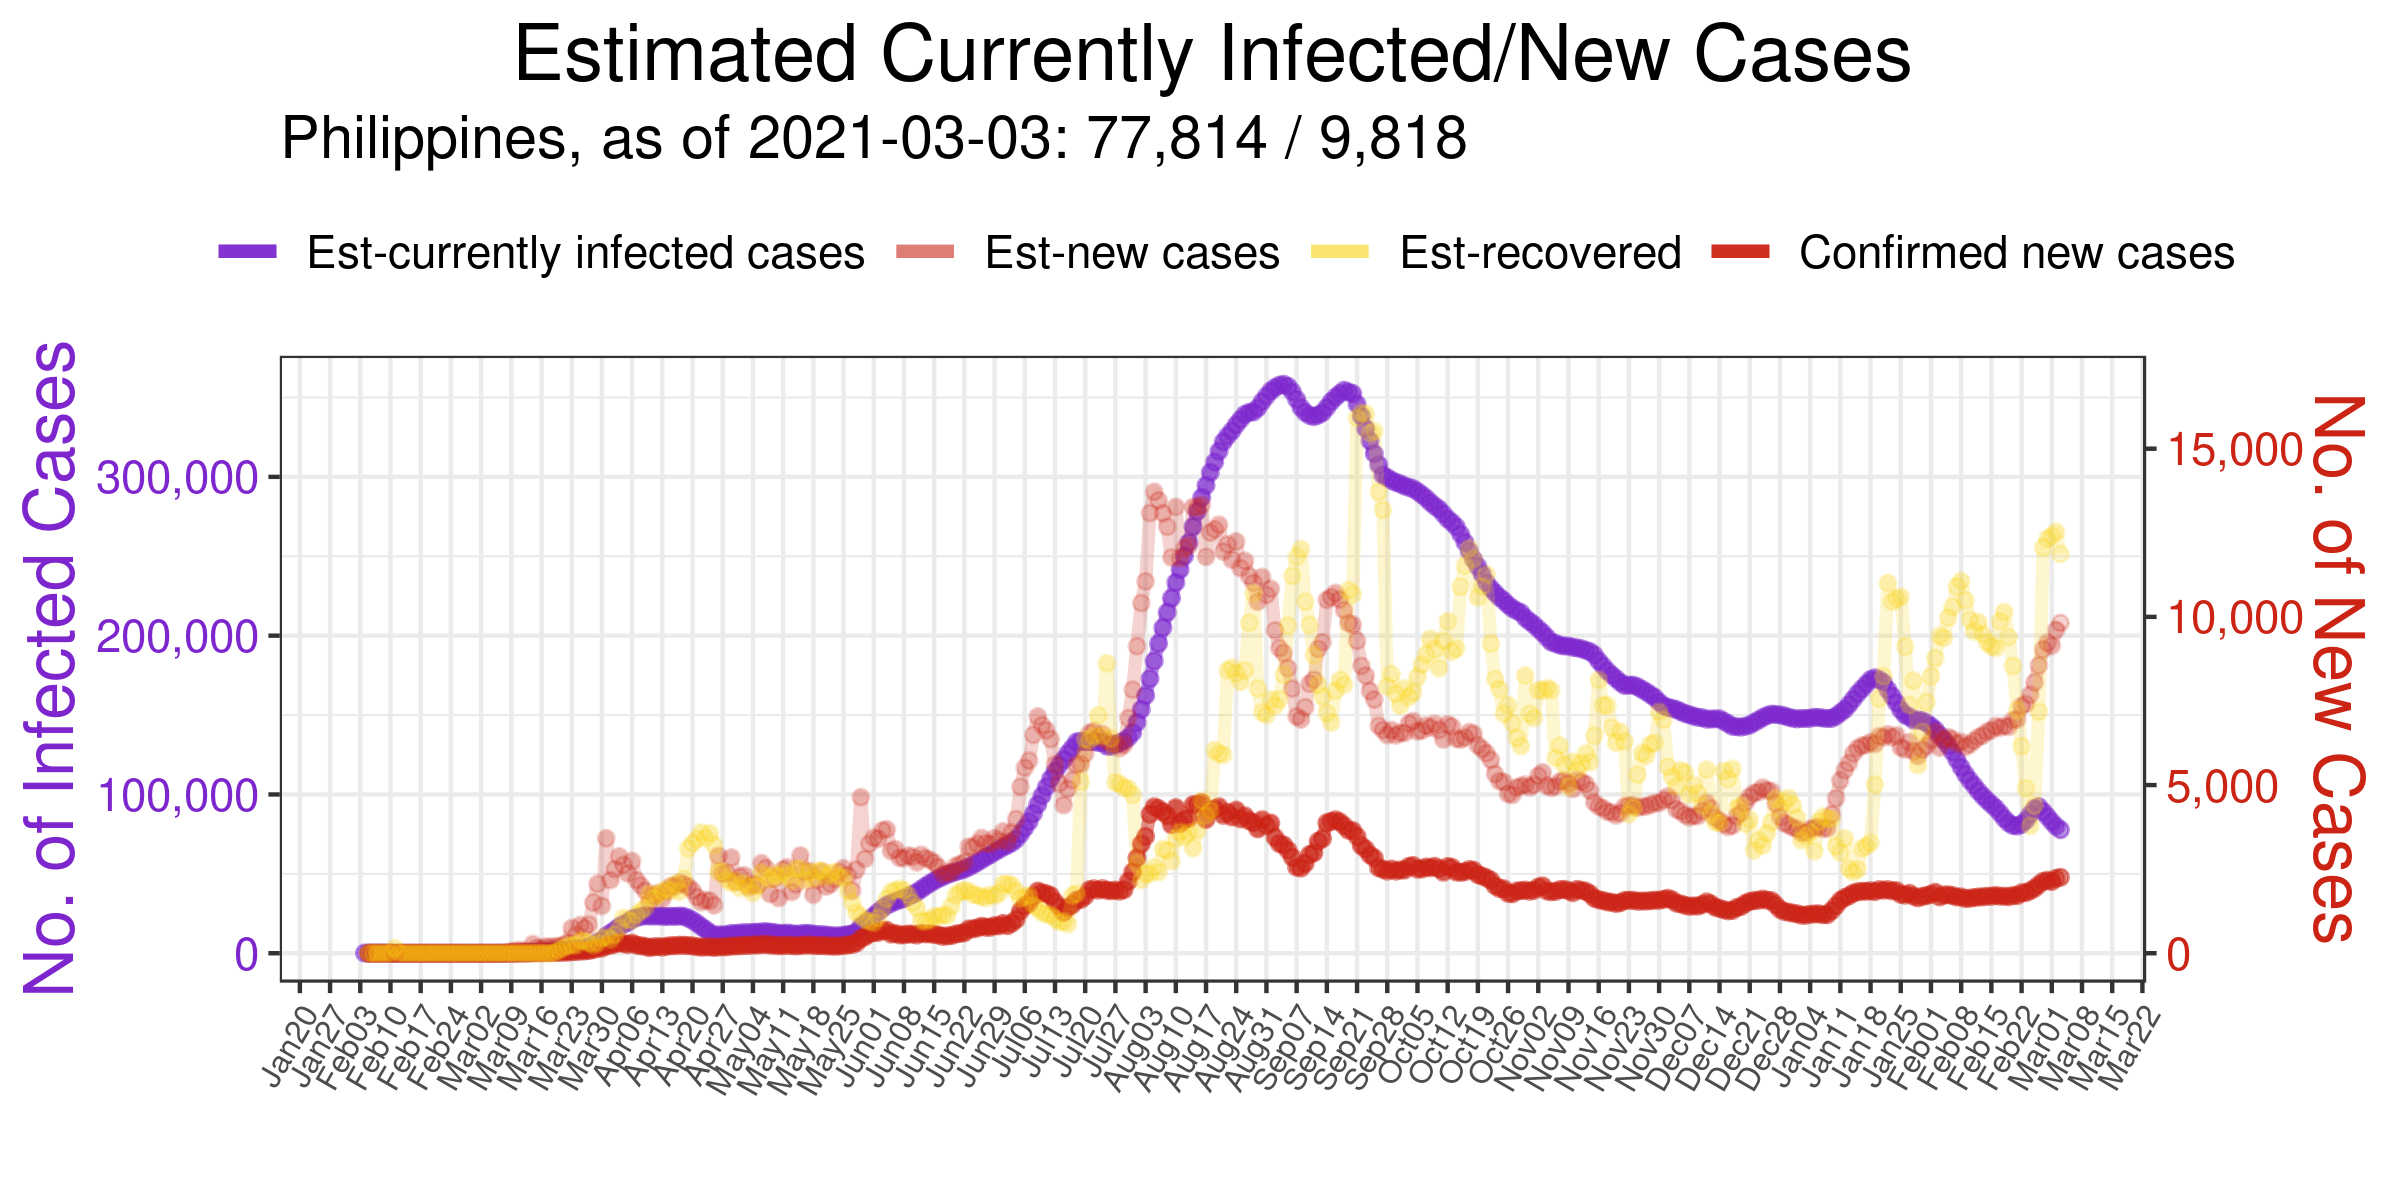 Estimated Currently Infected/New Cases
Philippines, as of 2021-03-03: 77,814 / 9,818
Est-currently infected cases
Est-new cases
Est-recovered
Confirmed new cases
No. of Infected Cases
300,000
200,000
100,000
0
15,000
10,000
5,000
0
No. of New Cases
Jan20
Jan27
Feb03
Feb10
Feb17
Feb24
Mar02
Mar09
Mar16
Mar23
Mar30
Apr06
Apr13
Apr20
Apr27
May04
May11
May18
May25
Jun01
Jun08
Jun15
Jun22
Jun29
Jul06
Jul13
Jul20
Jul27
Aug03
Aug10
Aug17
Aug24
Aug31
Sep07
Sep14
Sep21
Sep28
Oct05
Oct12
Oct19
Oct26
Nov02
Nov09
Nov16
Nov23
Nov30
Dec07
Dec14
Dec21
Dec28
Jan04
Jan11
Jan18
Jan25
Feb01
Feb08
Feb15
Feb22
Mar01
Mar08
Mar15
Mar22